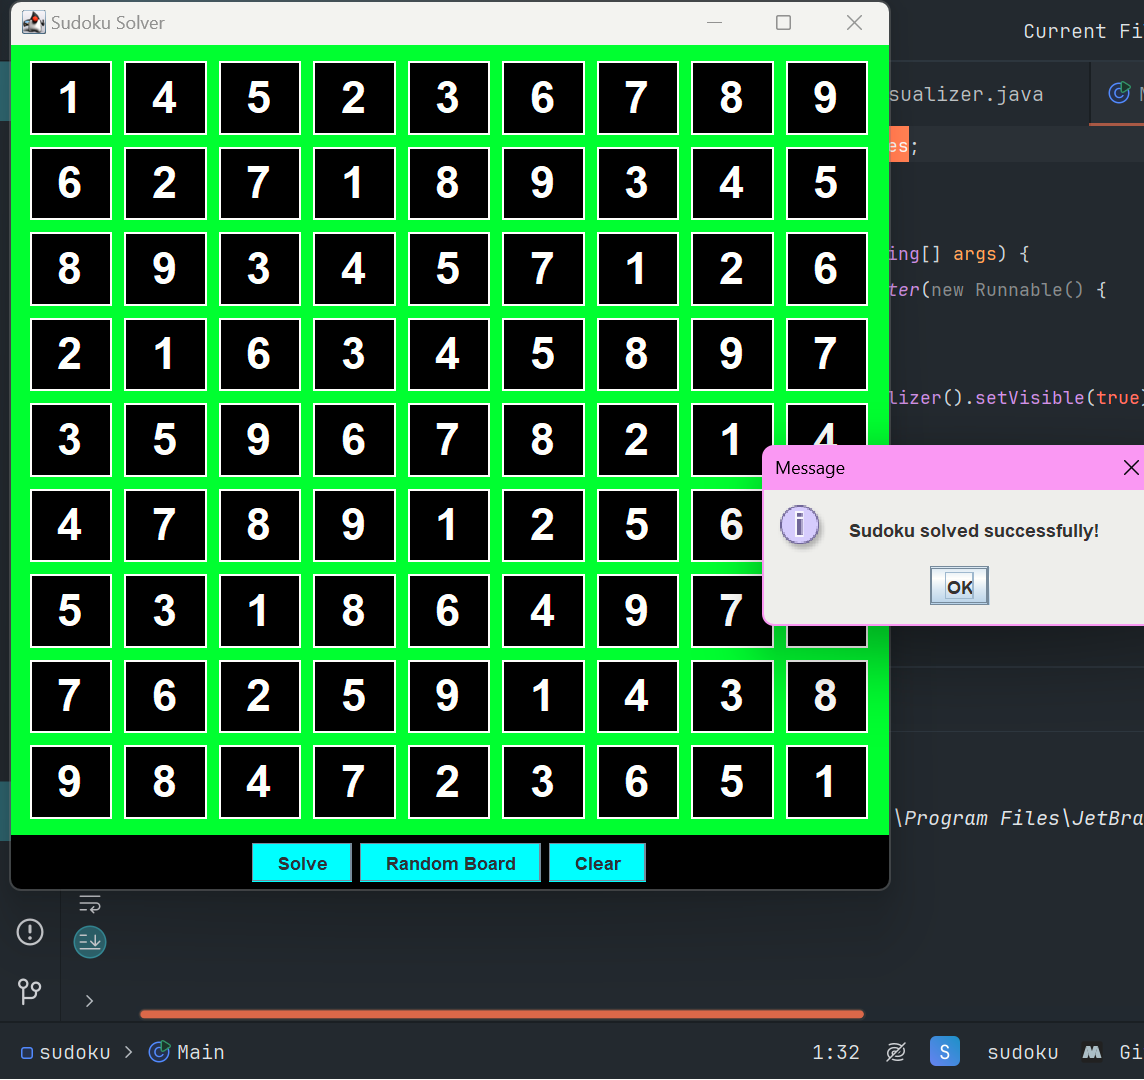 Sudoku Solver
Current Fi
sualizer.java
es;
ing[] args) {
ter(new Runnable() {
lizer().setVisible(true
1 4 5 2 3 6 7 8 9
6 2 7 1 8 9 3 4 5
8 9 3 4 5 7 1 2 6
2 1 6 3 4 5 8 9 7
3 5 9 6 7 8 2 1 4
4 7 8 9 1 2 5 6
5 3 1 8 6 4 9 7
7 6 2 5 9 1 4 3 8
9 8 4 7 2 3 6 5 1
Message
Sudoku solved successfully!
OK
\Program Files\JetBra
Solve Random Board Clear
sudoku > Main
1:32 S sudoku Gi